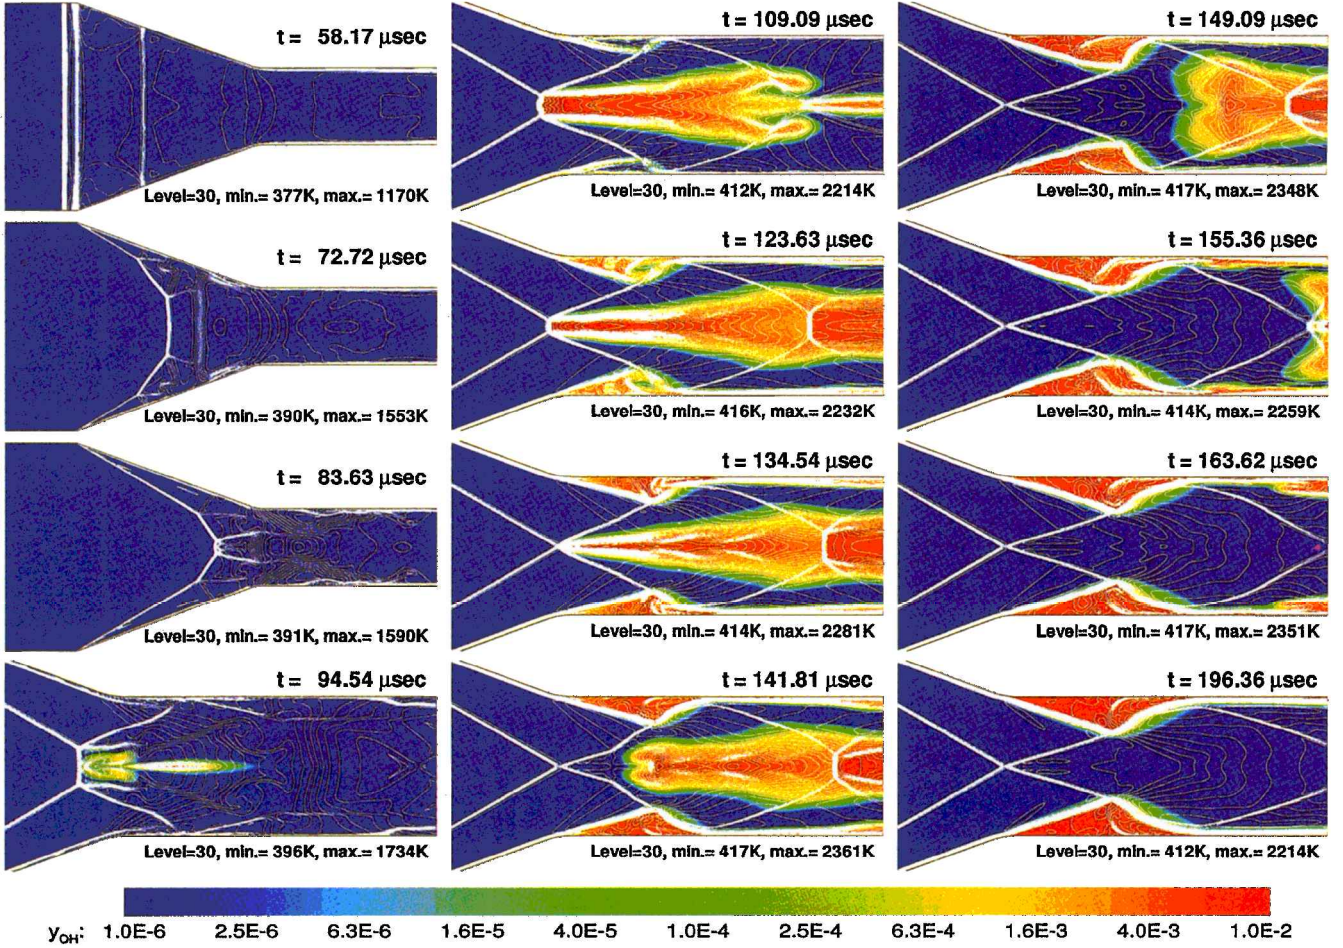 t = 58.17 μsec
Level=30, min.= 377K, max.= 1170K
t = 72.72 μsec
Level=30, min.= 390K, max.= 1553K
t = 83.63 μsec
Level=30, min.= 391K, max.= 1590K
t = 94.54 μsec
Level=30, min.= 396K, max.= 1734K
t = 109.09 μsec
Level=30, min.= 412K, max.= 2214K
t = 123.63 μsec
Level=30, min.= 416K, max.= 2232K
t = 134.54 μsec
Level=30, min.= 414K, max.= 2281K
t = 141.81 μsec
Level=30, min.= 417K, max.= 2361K
t = 149.09 μsec
Level=30, min.= 417K, max.= 2348K
t = 155.36 μsec
Level=30, min.= 414K, max.= 2259K
t = 163.62 μsec
Level=30, min.= 417K, max.= 2351K
t = 196.36 μsec
Level=30, min.= 412K, max.= 2214K
yOH: 1.0E-6 2.5E-6 6.3E-6 1.6E-5 4.0E-5 1.0E-4 2.5E-4 6.3E-4 1.6E-3 4.0E-3 1.0E-2